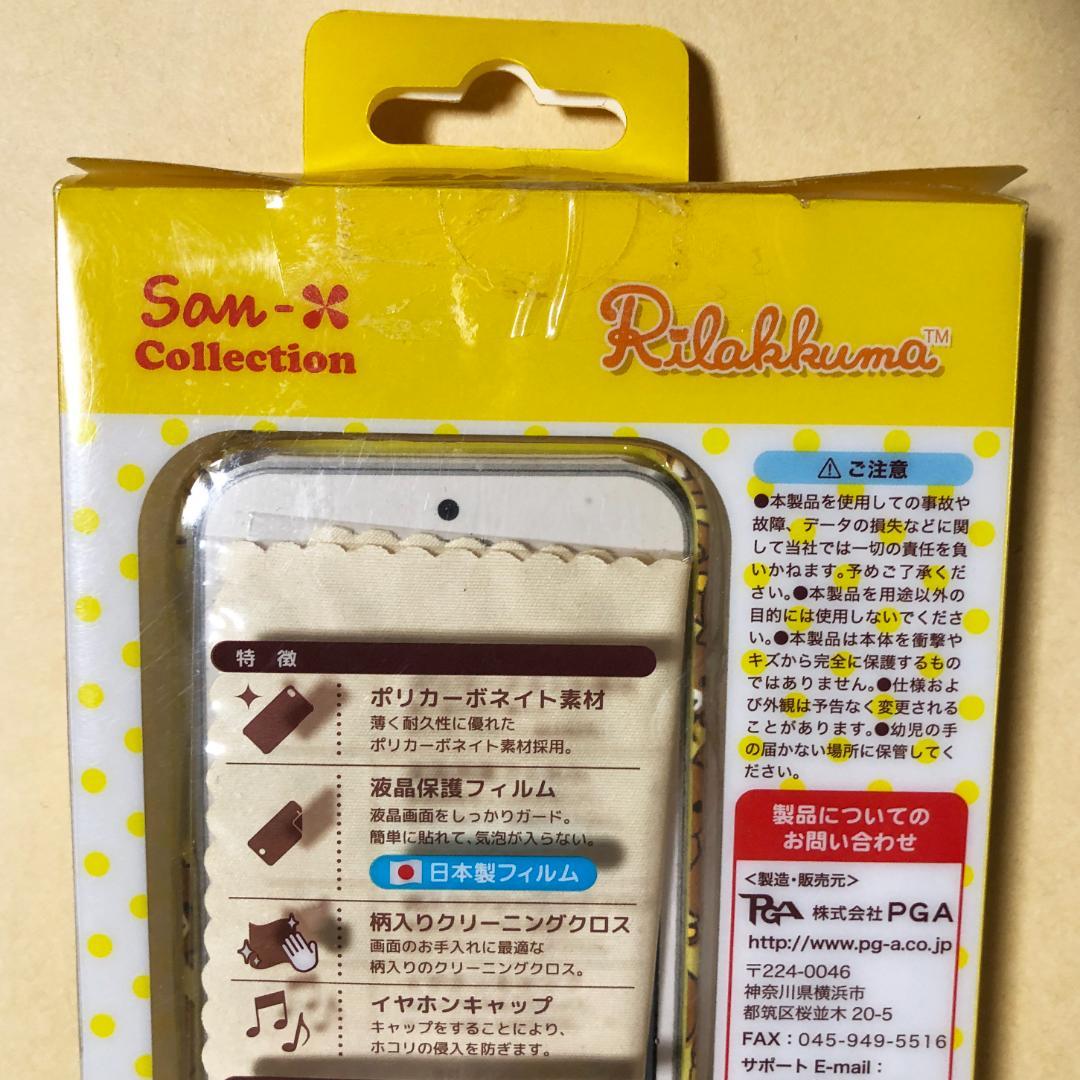 San-X
Collection
Rilakkuma™
特 徴
ポリカーボネイト素材
薄く耐久性に優れた
ポリカーボネイト素材採用。
液晶保護フィルム
液晶画面をしっかりガード。
簡単に貼れて、気泡が入らない。
日本製フィルム
柄入りクリーニングクロス
画面のお手入れに最適な
柄入りのクリーニングクロス。
イヤホンキャップ
キャップをすることにより、
ホコリの侵入を防ぎます。
⚠ ご注意
●本製品を使用しての事故や
故障、データの損失などに関
して当社では一切の責任を負
いかねます。予めご了承くだ
さい。●本製品を用途以外の
目的には使用しないでくださ
い。●本製品は本体を衝撃や
キズから完全に保護するもの
ではありません。●仕様およ
び外観は予告なく変更される
ことがあります。●幼児の手
の届かない場所に保管してく
ださい。
製品についての
お問い合わせ
<製造・販売元>
PGA 株式会社PGA
http://www.pg-a.co.jp
〒224-0046
神奈川県横浜市
都筑区桜並木 20-5
FAX：045-949-5516
サポート E-mail：